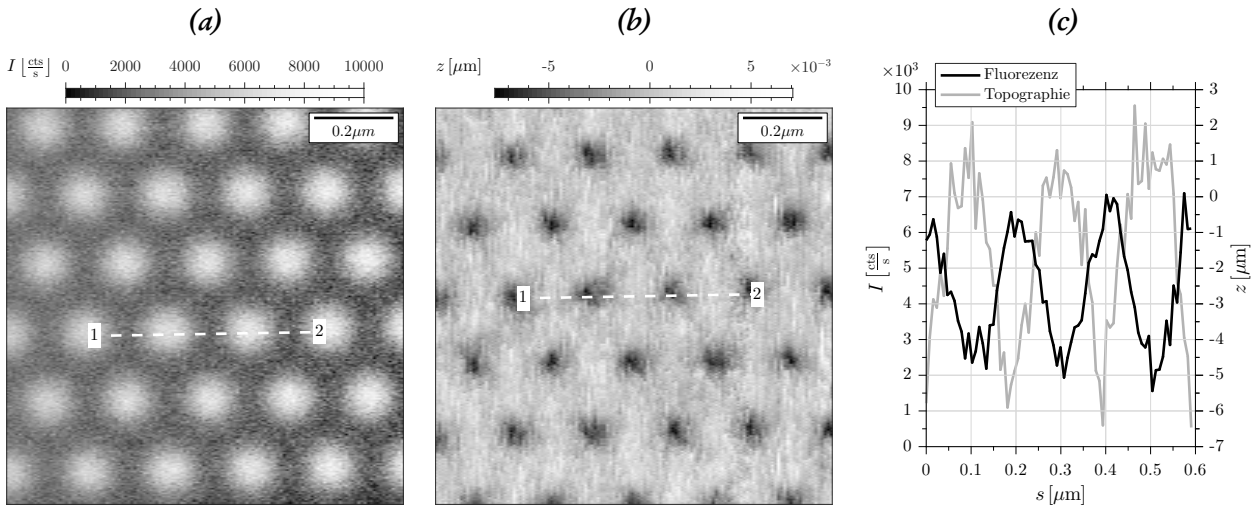 (a)
I [cts/s] 0 2000 4000 6000 8000 10000
0.2μm
1 2
(b)
z [μm] -5 0 5 ×10⁻³
0.2μm
1 2
(c)
×10³
Fluorezenz
Topographie
10 9 8 7 6 5 4 3 2 1 0
I [cts/s]
3 2 1 0 -1 -2 -3 -4 -5 -6 -7
z [μm]
0 0.1 0.2 0.3 0.4 0.5 0.6
s [μm]